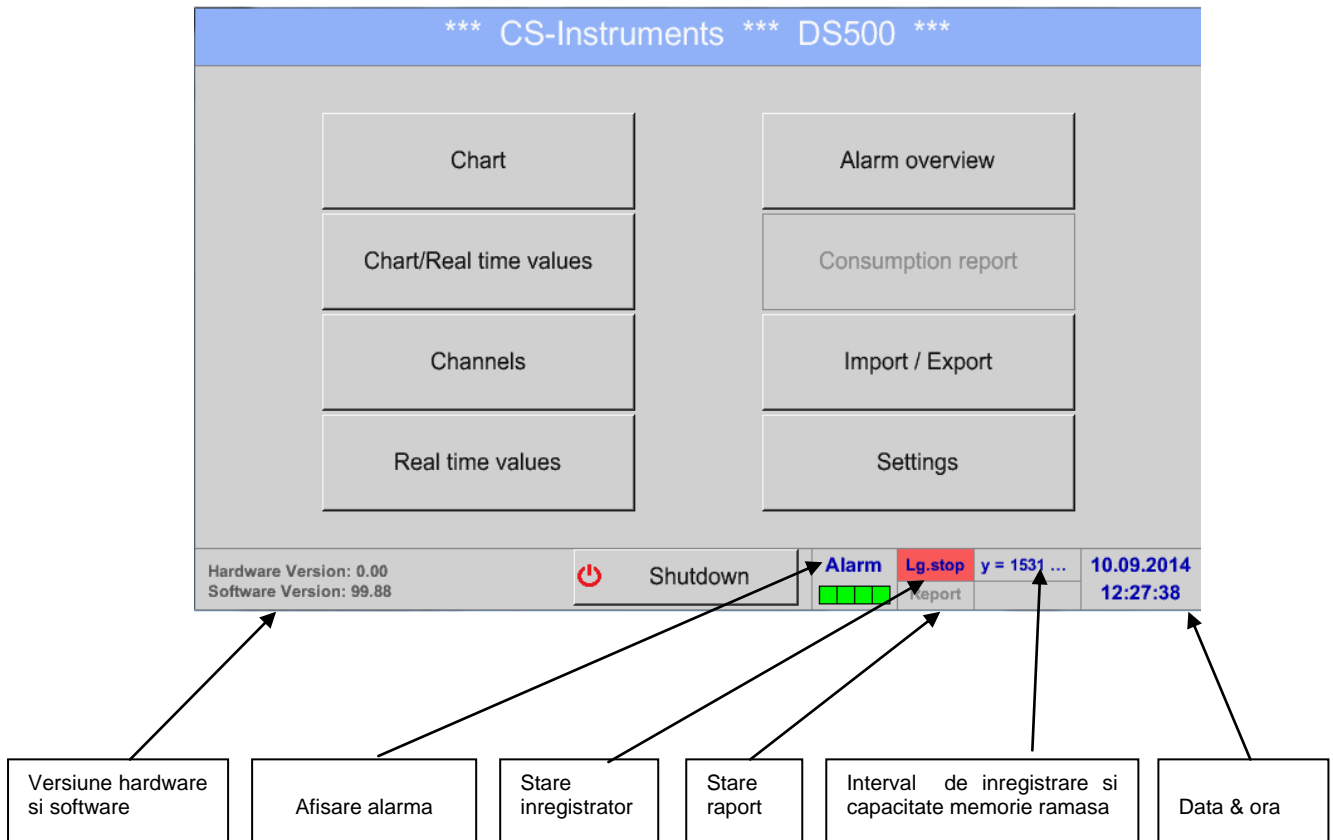 *** CS-Instruments *** DS500 ***
Chart
Alarm overview
Chart/Real time values
Consumption report
Channels
Import / Export
Real time values
Settings
Hardware Version: 0.00
Software Version: 99.88
Shutdown
Alarm
Lg.stop
y = 1531 ...
Report
10.09.2014
12:27:38
Versiune hardware
si software
Afisare alarma
Stare
inregistrator
Stare
raport
Interval de inregistrare si
capacitate memorie ramasa
Data & ora